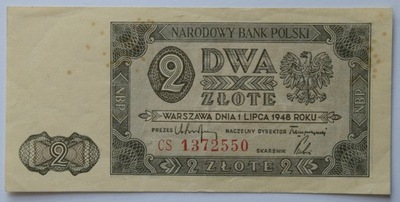 NARODOWY BANK POLSKI
2 DWA
ZŁOTE
NBP
NBP
WARSZAWA DNIA 1 LIPCA 1948 ROKU
PREZES NACZELNY DYREKTOR
CS 1372550
SKARBNIK
2
2 ZŁOTE 2